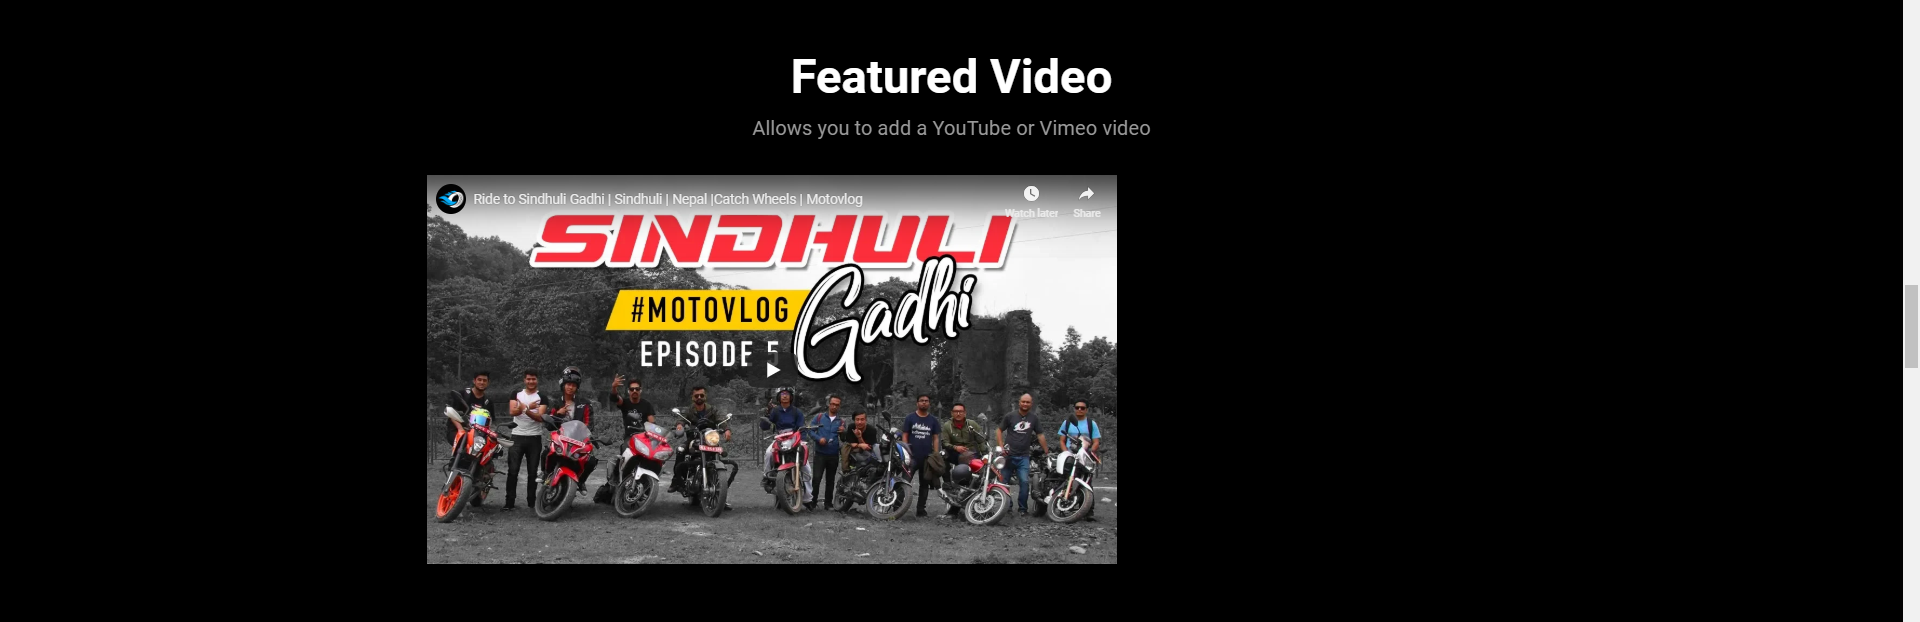 Featured Video
Allows you to add a YouTube or Vimeo video
Ride to Sindhuli Gadhi | Sindhuli | Nepal |Catch Wheels | Motovlog
Watch later
Share
SINDHULI
Gadhi
#MOTOVLOG
EPISODE 5